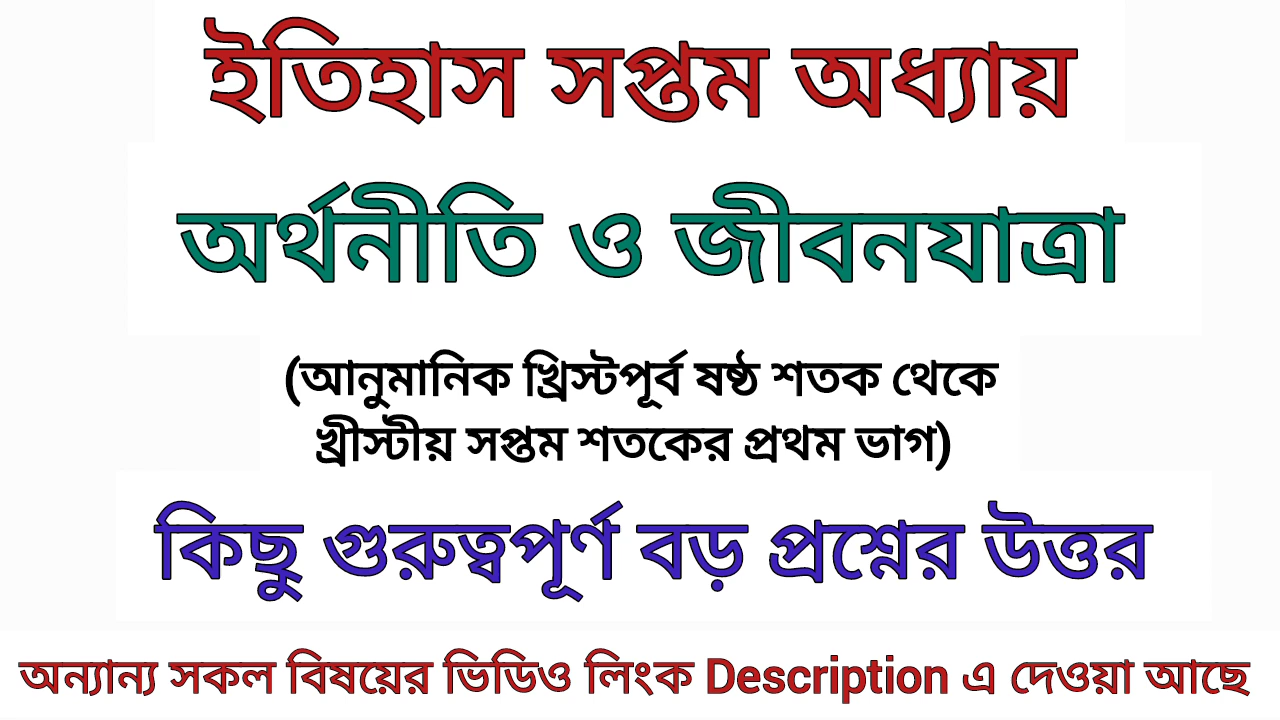 ইতিহাস সপ্তম অধ্যায়
অর্থনীতি ও জীবনযাত্রা
(আনুমানিক খ্রিস্টপূর্ব ষষ্ঠ শতক থেকে
খ্রীস্টীয় সপ্তম শতকের প্রথম ভাগ)
কিছু গুরুত্বপূর্ণ বড় প্রশ্নের উত্তর
অন্যান্য সকল বিষয়ের ভিডিও লিংক Description এ দেওয়া আছে